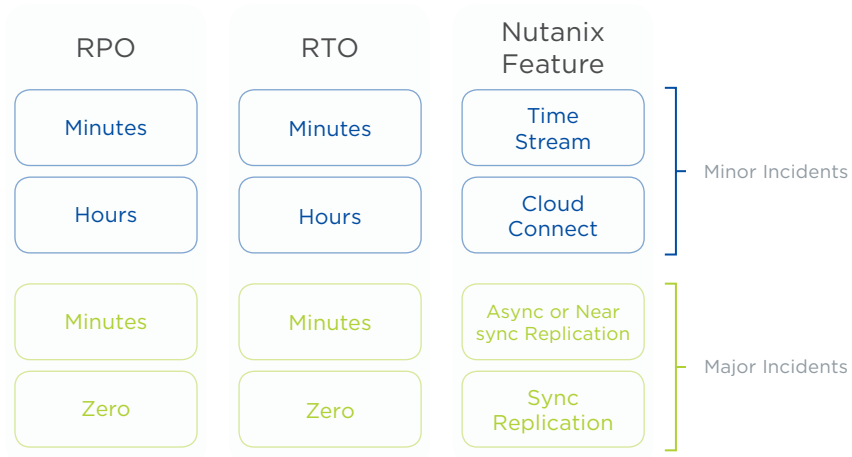 RPO
RTO
Nutanix
Feature
Minutes
Minutes
Time
Stream
Hours
Hours
Cloud
Connect
Minor Incidents
Minutes
Minutes
Async or Near
sync Replication
Zero
Zero
Sync
Replication
Major Incidents